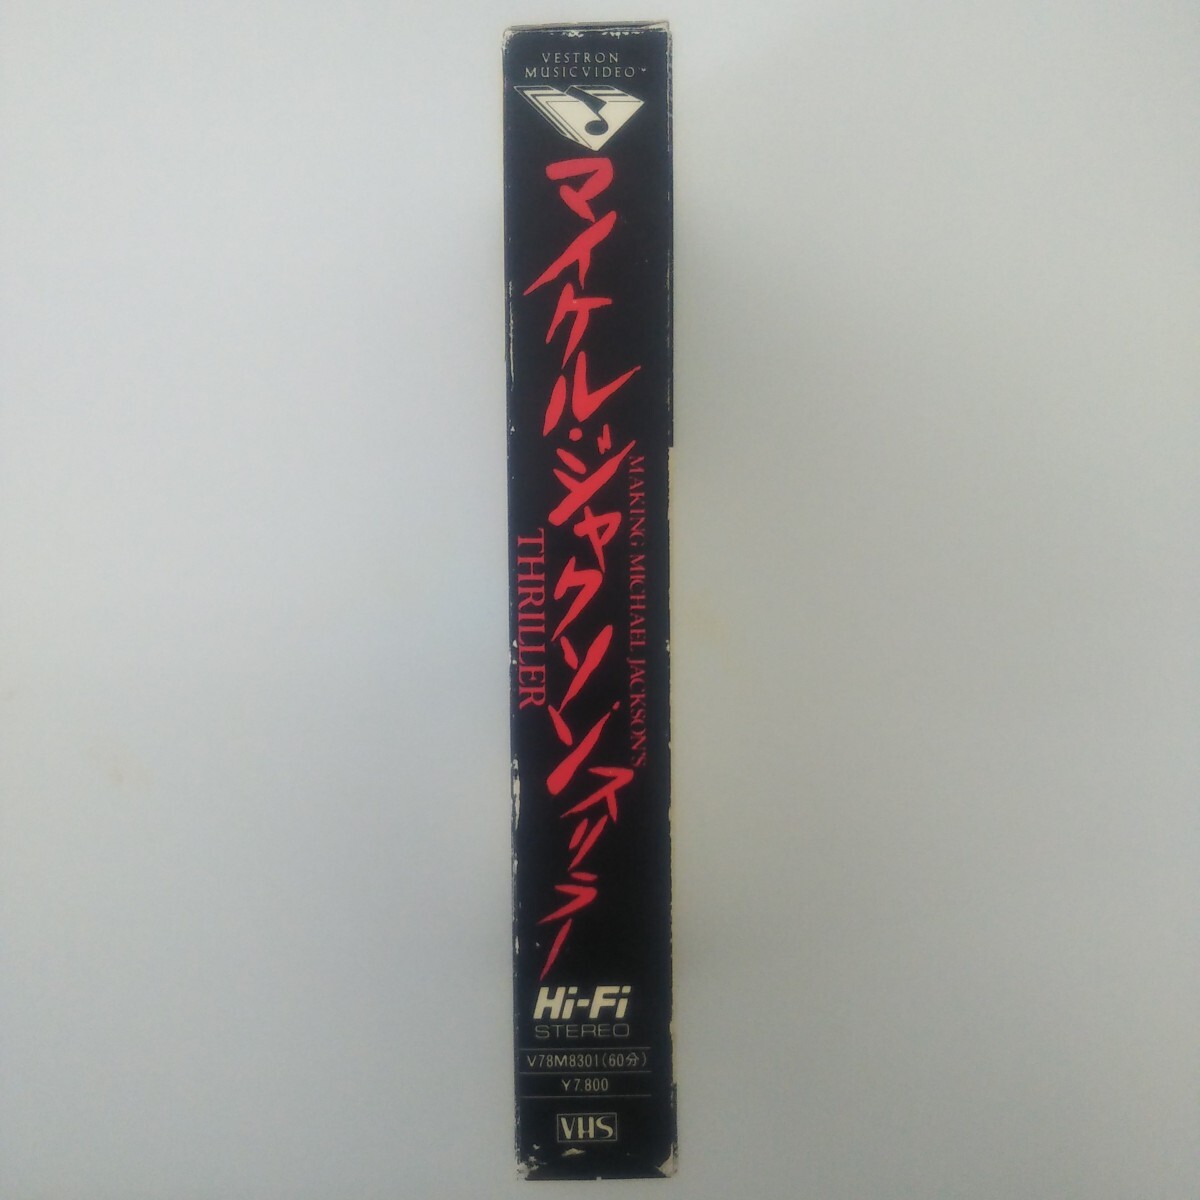 VESTRON
MUSICVIDEO™
マイケル・ジャクソン、スリラー
MAKING MICHAEL JACKSON'S
THRILLER
Hi-Fi
STEREO
V78M8301(60分)
¥7.800
VHS